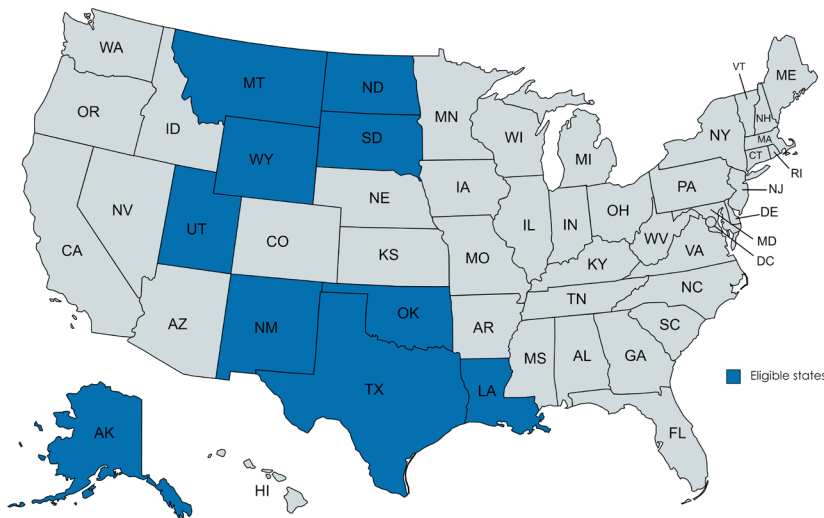 WA
MT
ND
MN
VT
ME
OR
ID
SD
WI
MI
NY
NH
MA
CT
RI
WY
NV
UT
NE
IA
IL
IN
OH
PA
NJ
DE
MD
DC
CA
CO
KS
MO
KY
WV
VA
AZ
NM
OK
AR
TN
NC
SC
TX
LA
MS
AL
GA
Eligible states
FL
AK
HI